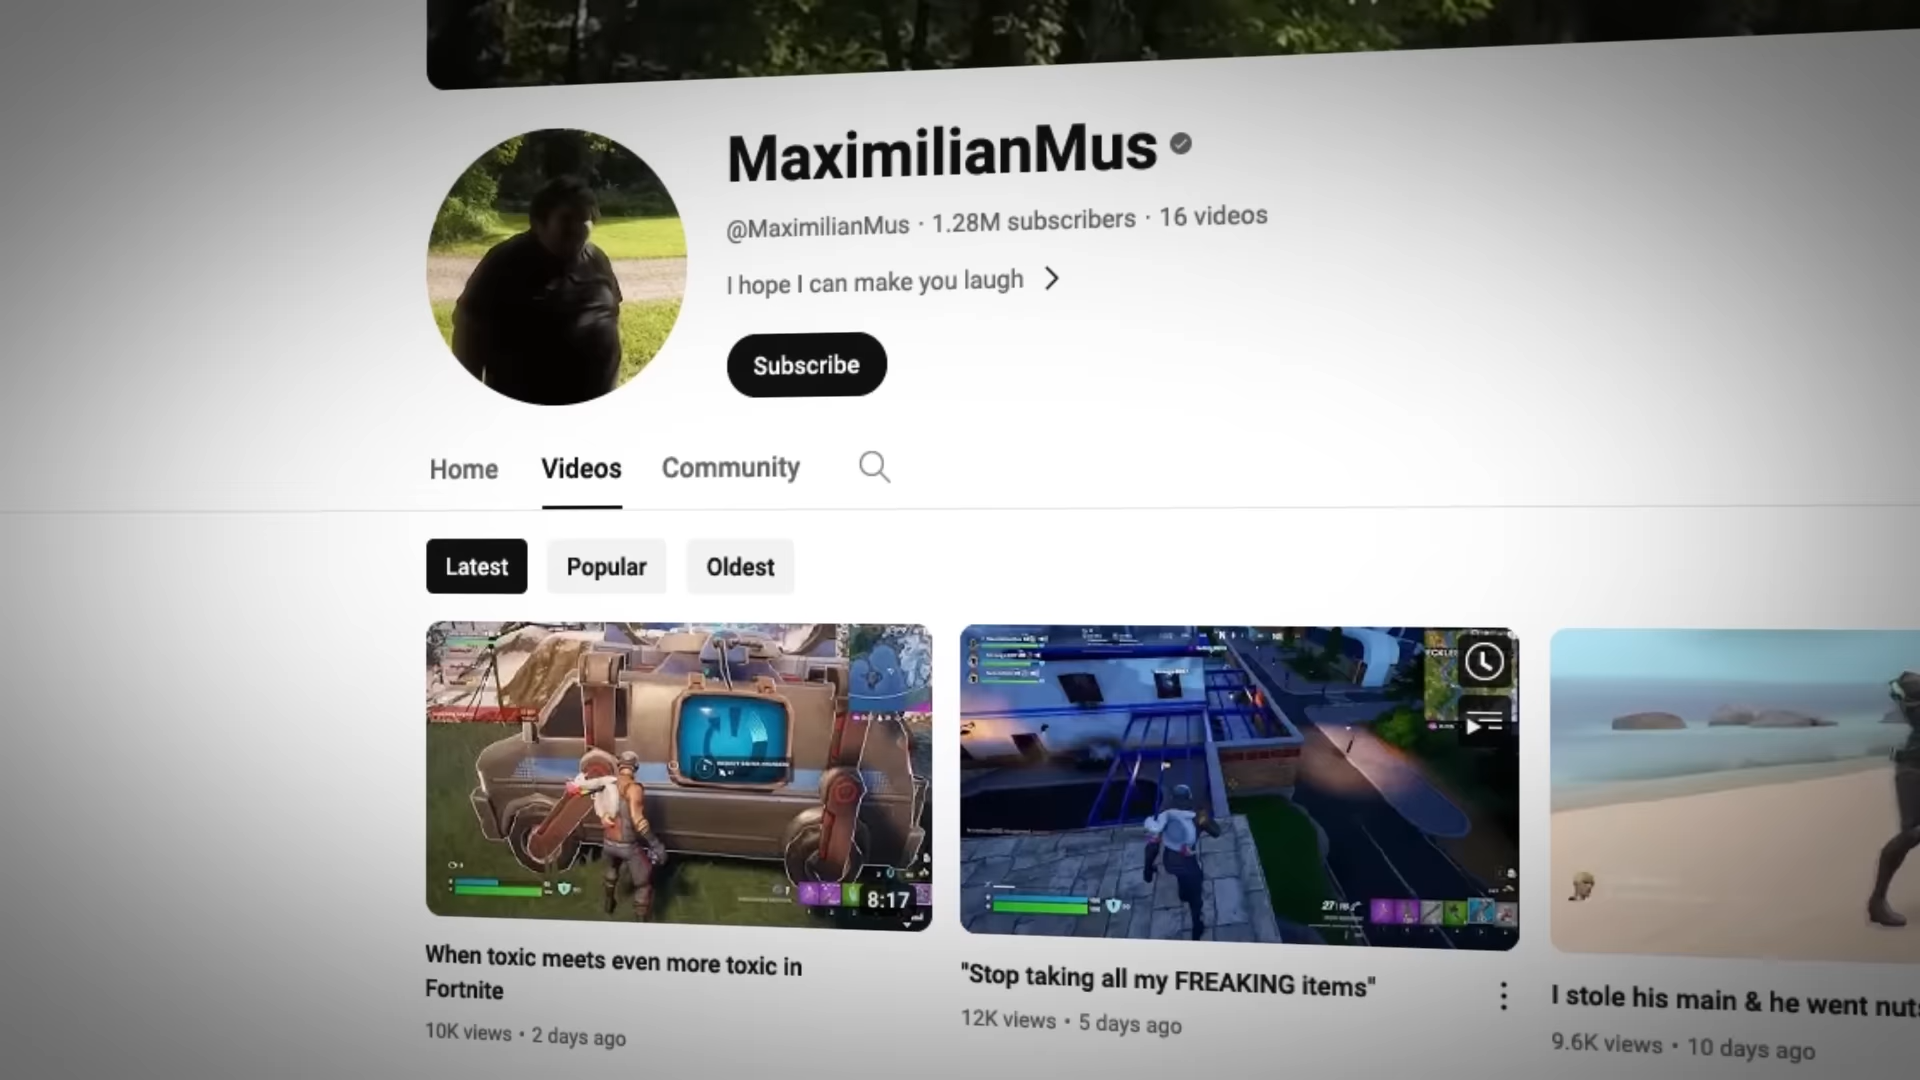 MaximilianMus
@MaximilianMus · 1.28M subscribers · 16 videos
I hope I can make you laugh
Subscribe
Home Videos Community
Latest Popular Oldest
8:17
When toxic meets even more toxic in
Fortnite
10K views • 2 days ago
"Stop taking all my FREAKING items"
12K views • 5 days ago
I stole his main & he went nuts
9.6K views • 10 days ago